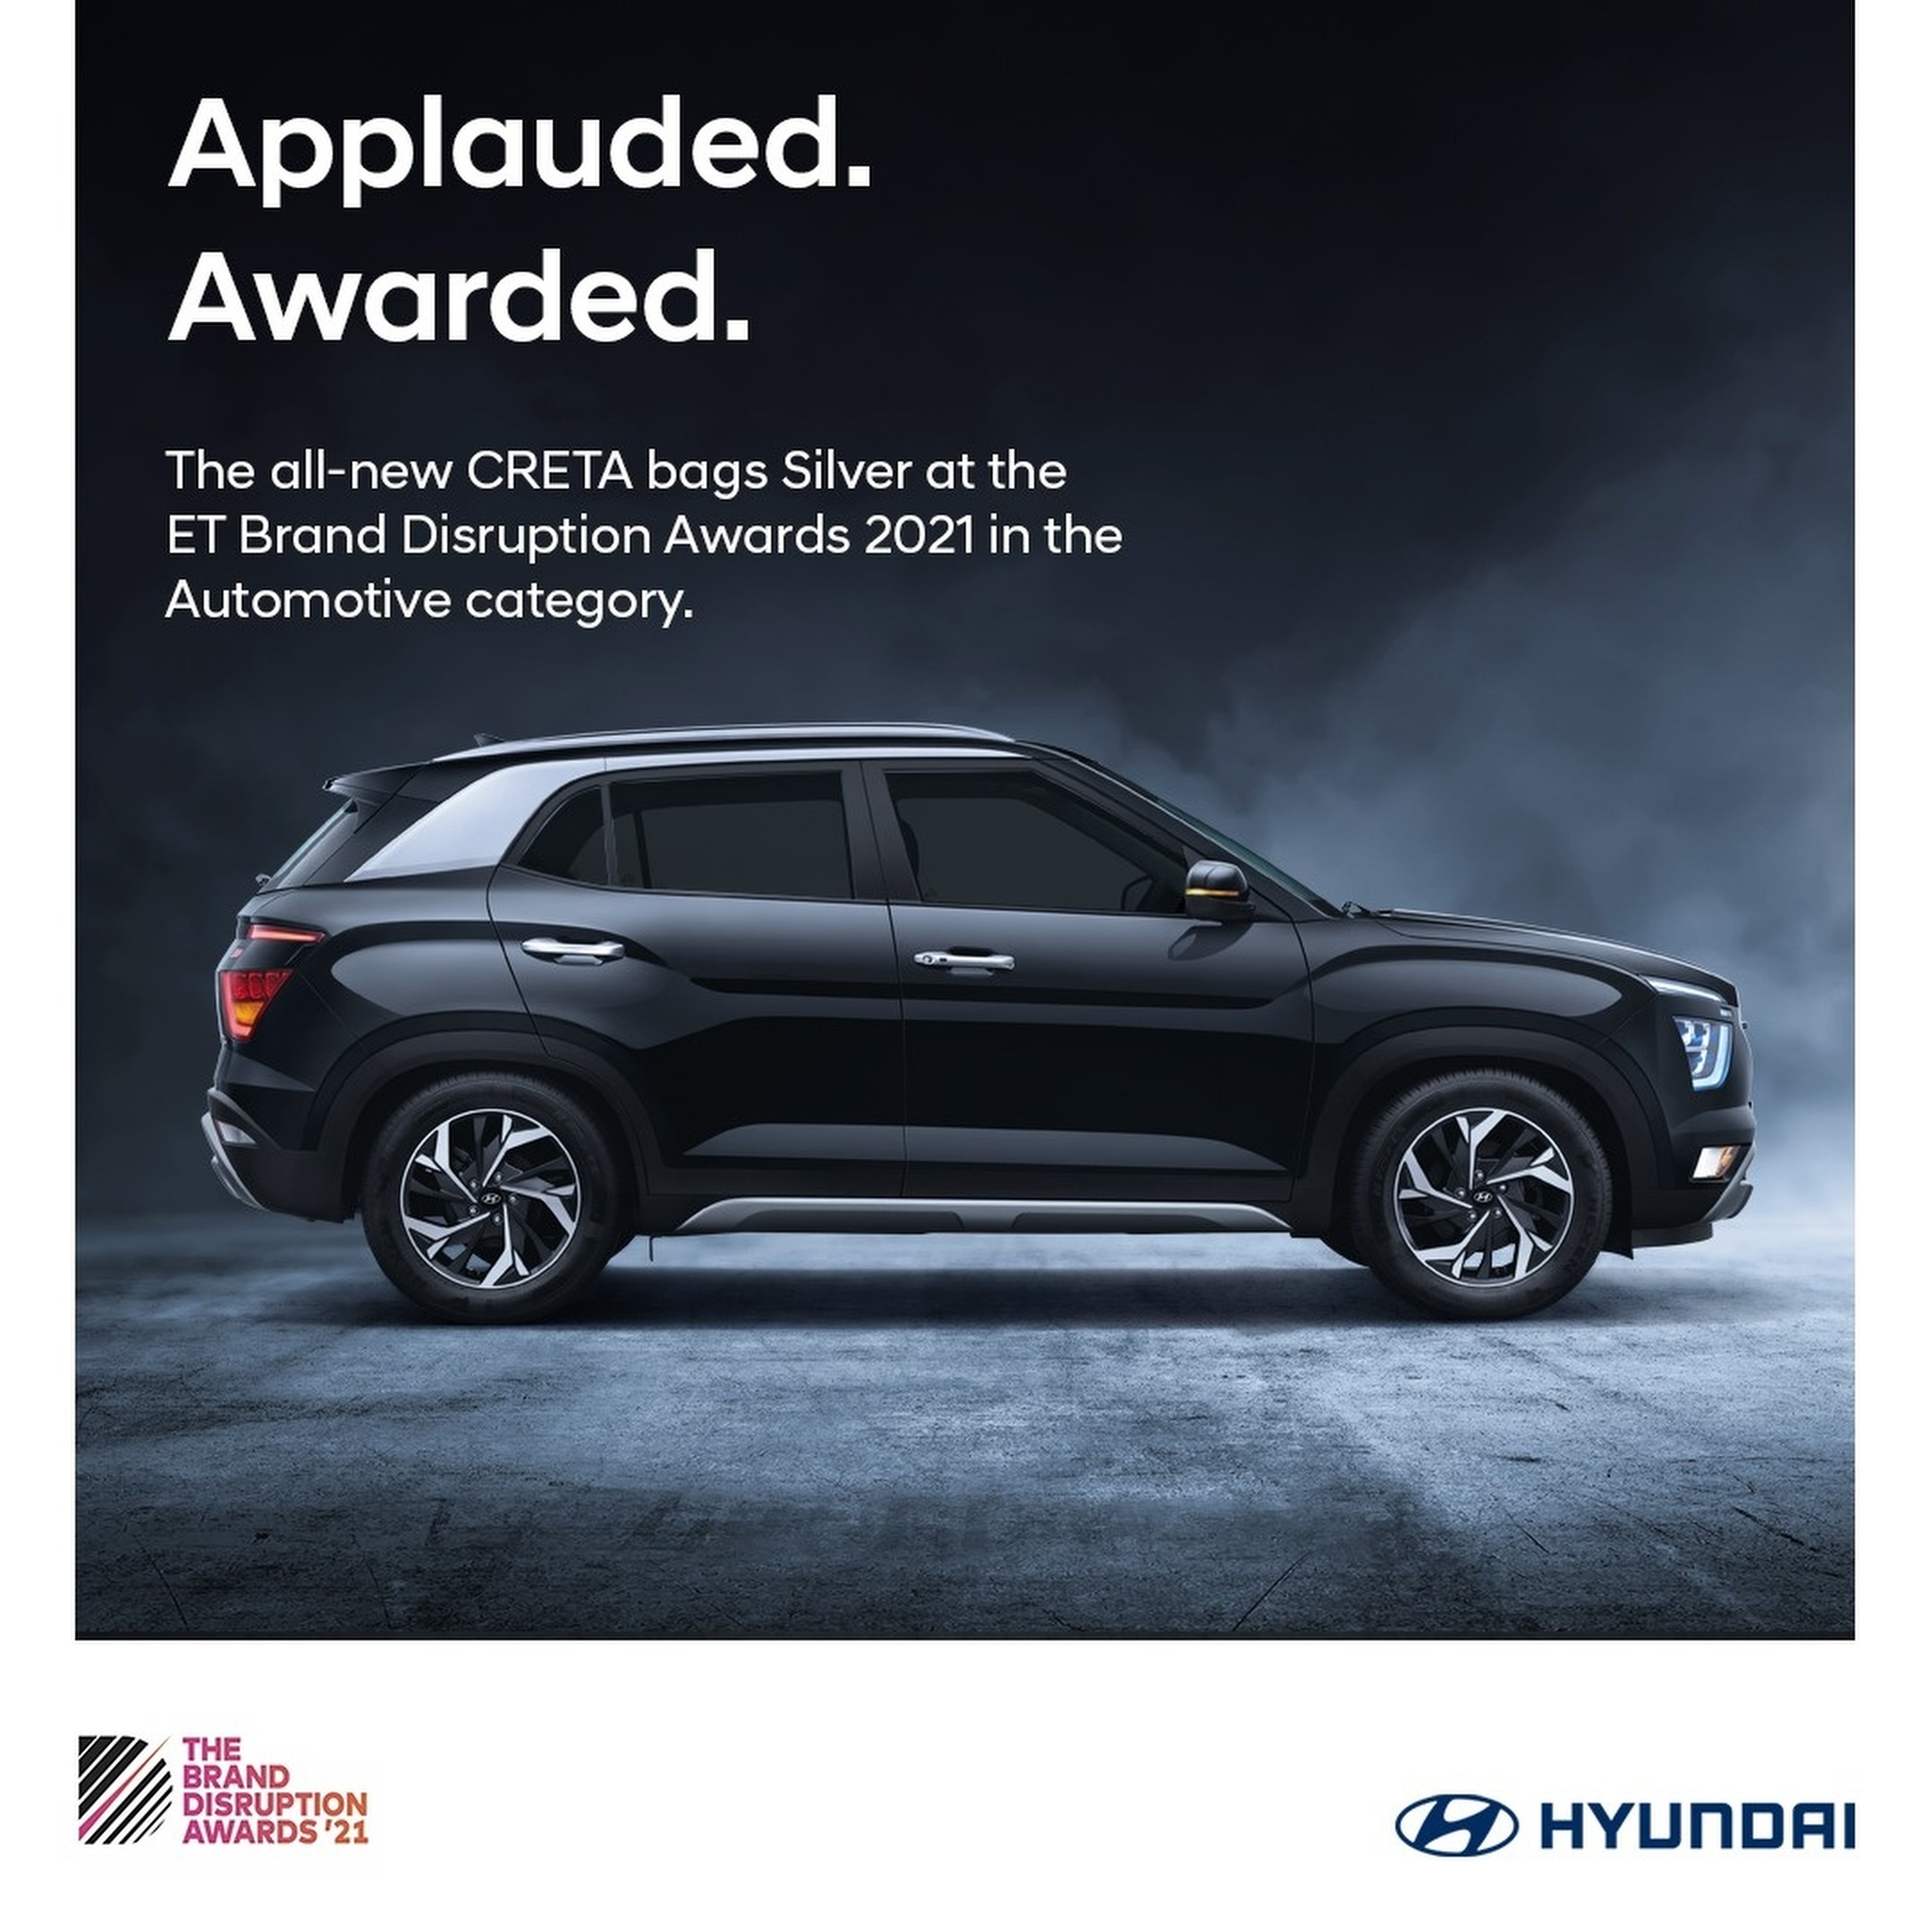 Applauded.
Awarded.
The all-new CRETA bags Silver at the
ET Brand Disruption Awards 2021 in the
Automotive category.
THE
BRAND
DISRUPTION
AWARDS '21
HYUNDAI